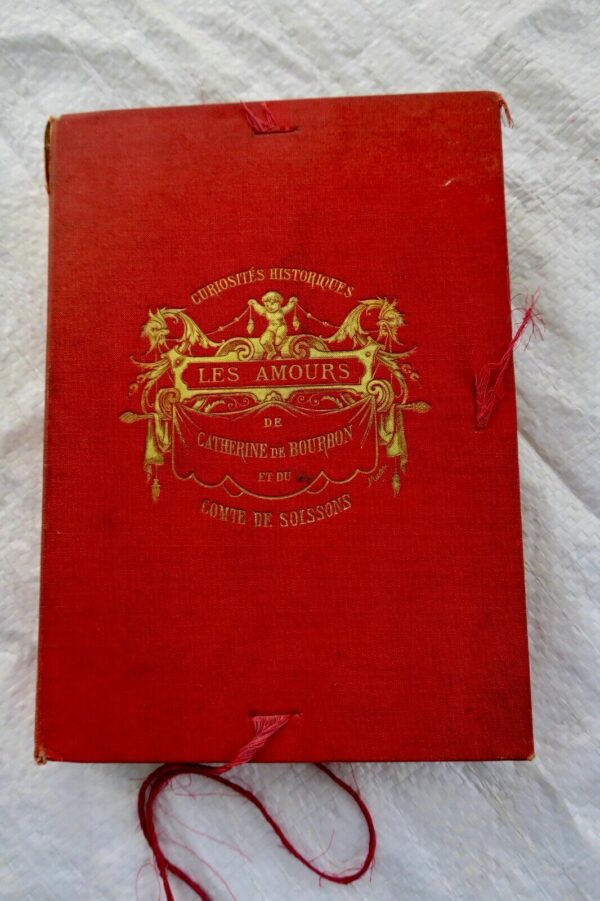 CURIOSITÉS HISTORIQUES
LES AMOURS
DE
CATHERINE DE BOURBON
ET DU
COMTE DE SOISSONS